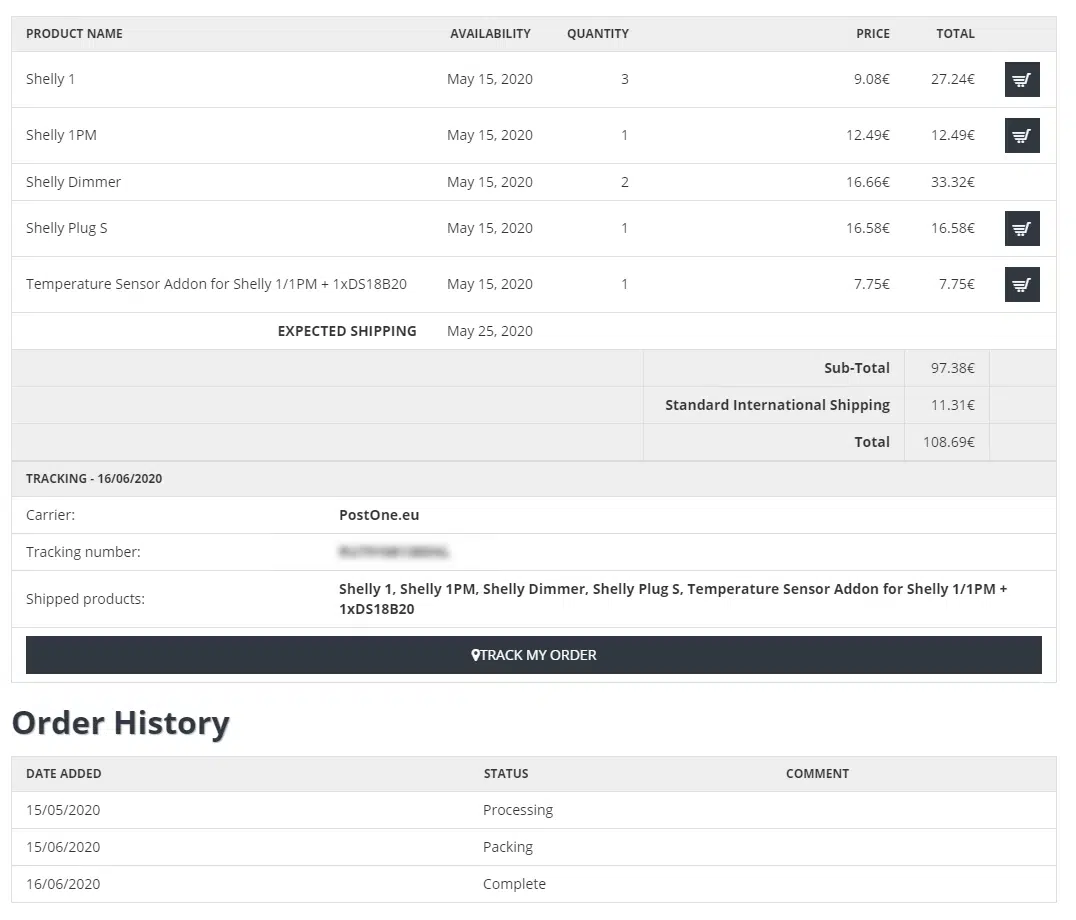 PRODUCT NAME AVAILABILITY QUANTITY PRICE TOTAL
Shelly 1 May 15, 2020 3 9.08€ 27.24€
Shelly 1PM May 15, 2020 1 12.49€ 12.49€
Shelly Dimmer May 15, 2020 2 16.66€ 33.32€
Shelly Plug S May 15, 2020 1 16.58€ 16.58€
Temperature Sensor Addon for Shelly 1/1PM + 1xDS18B20 May 15, 2020 1 7.75€ 7.75€
EXPECTED SHIPPING May 25, 2020
Sub-Total 97.38€
Standard International Shipping 11.31€
Total 108.69€
TRACKING - 16/06/2020
Carrier: PostOne.eu
Tracking number:
Shipped products: Shelly 1, Shelly 1PM, Shelly Dimmer, Shelly Plug S, Temperature Sensor Addon for Shelly 1/1PM +
1xDS18B20
TRACK MY ORDER
Order History
DATE ADDED STATUS COMMENT
15/05/2020 Processing
15/06/2020 Packing
16/06/2020 Complete